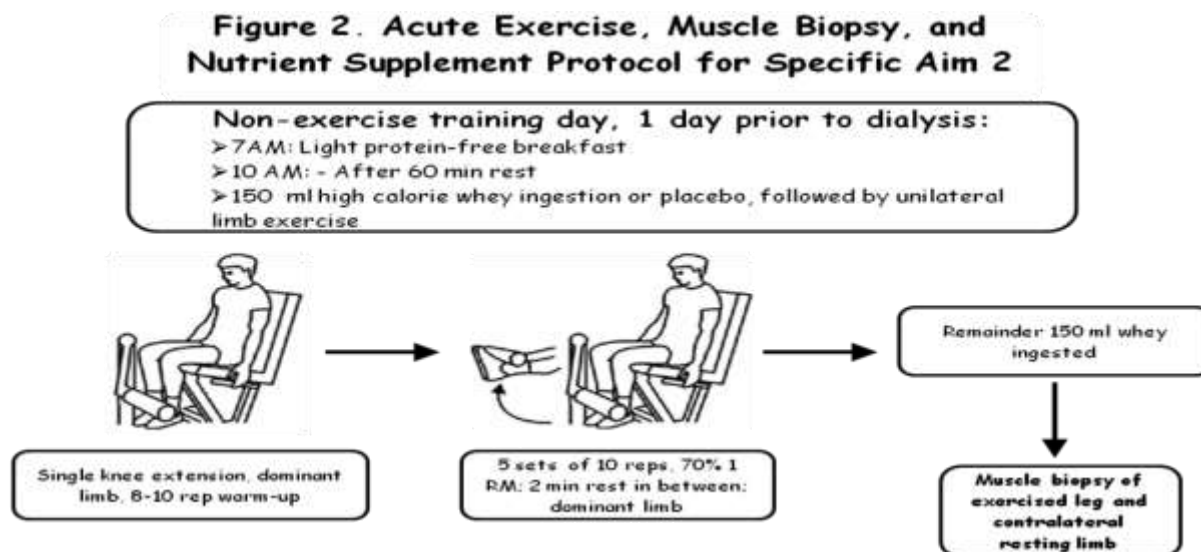 Figure 2. Acute Exercise, Muscle Biopsy, and
Nutrient Supplement Protocol for Specific Aim 2
Non-exercise training day, 1 day prior to dialysis:
➢7AM: Light protein-free breakfast
➢10 AM: - After 60 min rest
➢150 ml high calorie whey ingestion or placebo, followed by unilateral
limb exercise
Single knee extension, dominant
limb, 8-10 rep warm-up
5 sets of 10 reps, 70% 1
RM; 2 min rest in between;
dominant limb
Remainder 150 ml whey
ingested
Muscle biopsy of
exercised leg and
contralateral
resting limb